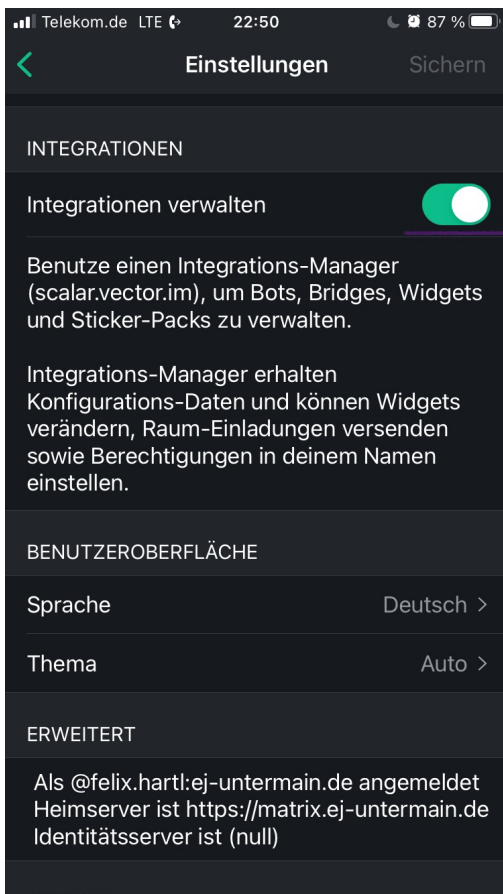 Telekom.de LTE 22:50 87 %
Einstellungen Sichern
INTEGRATIONEN
Integrationen verwalten
Benutze einen Integrations-Manager
(scalar.vector.im), um Bots, Bridges, Widgets
und Sticker-Packs zu verwalten.
Integrations-Manager erhalten
Konfigurations-Daten und können Widgets
verändern, Raum-Einladungen versenden
sowie Berechtigungen in deinem Namen
einstellen.
BENUTZEROBERFLÄCHE
Sprache Deutsch
Thema Auto
ERWEITERT
Als @felix.hartl:ej-untermain.de angemeldet
Heimserver ist https://matrix.ej-untermain.de
Identitätsserver ist (null)